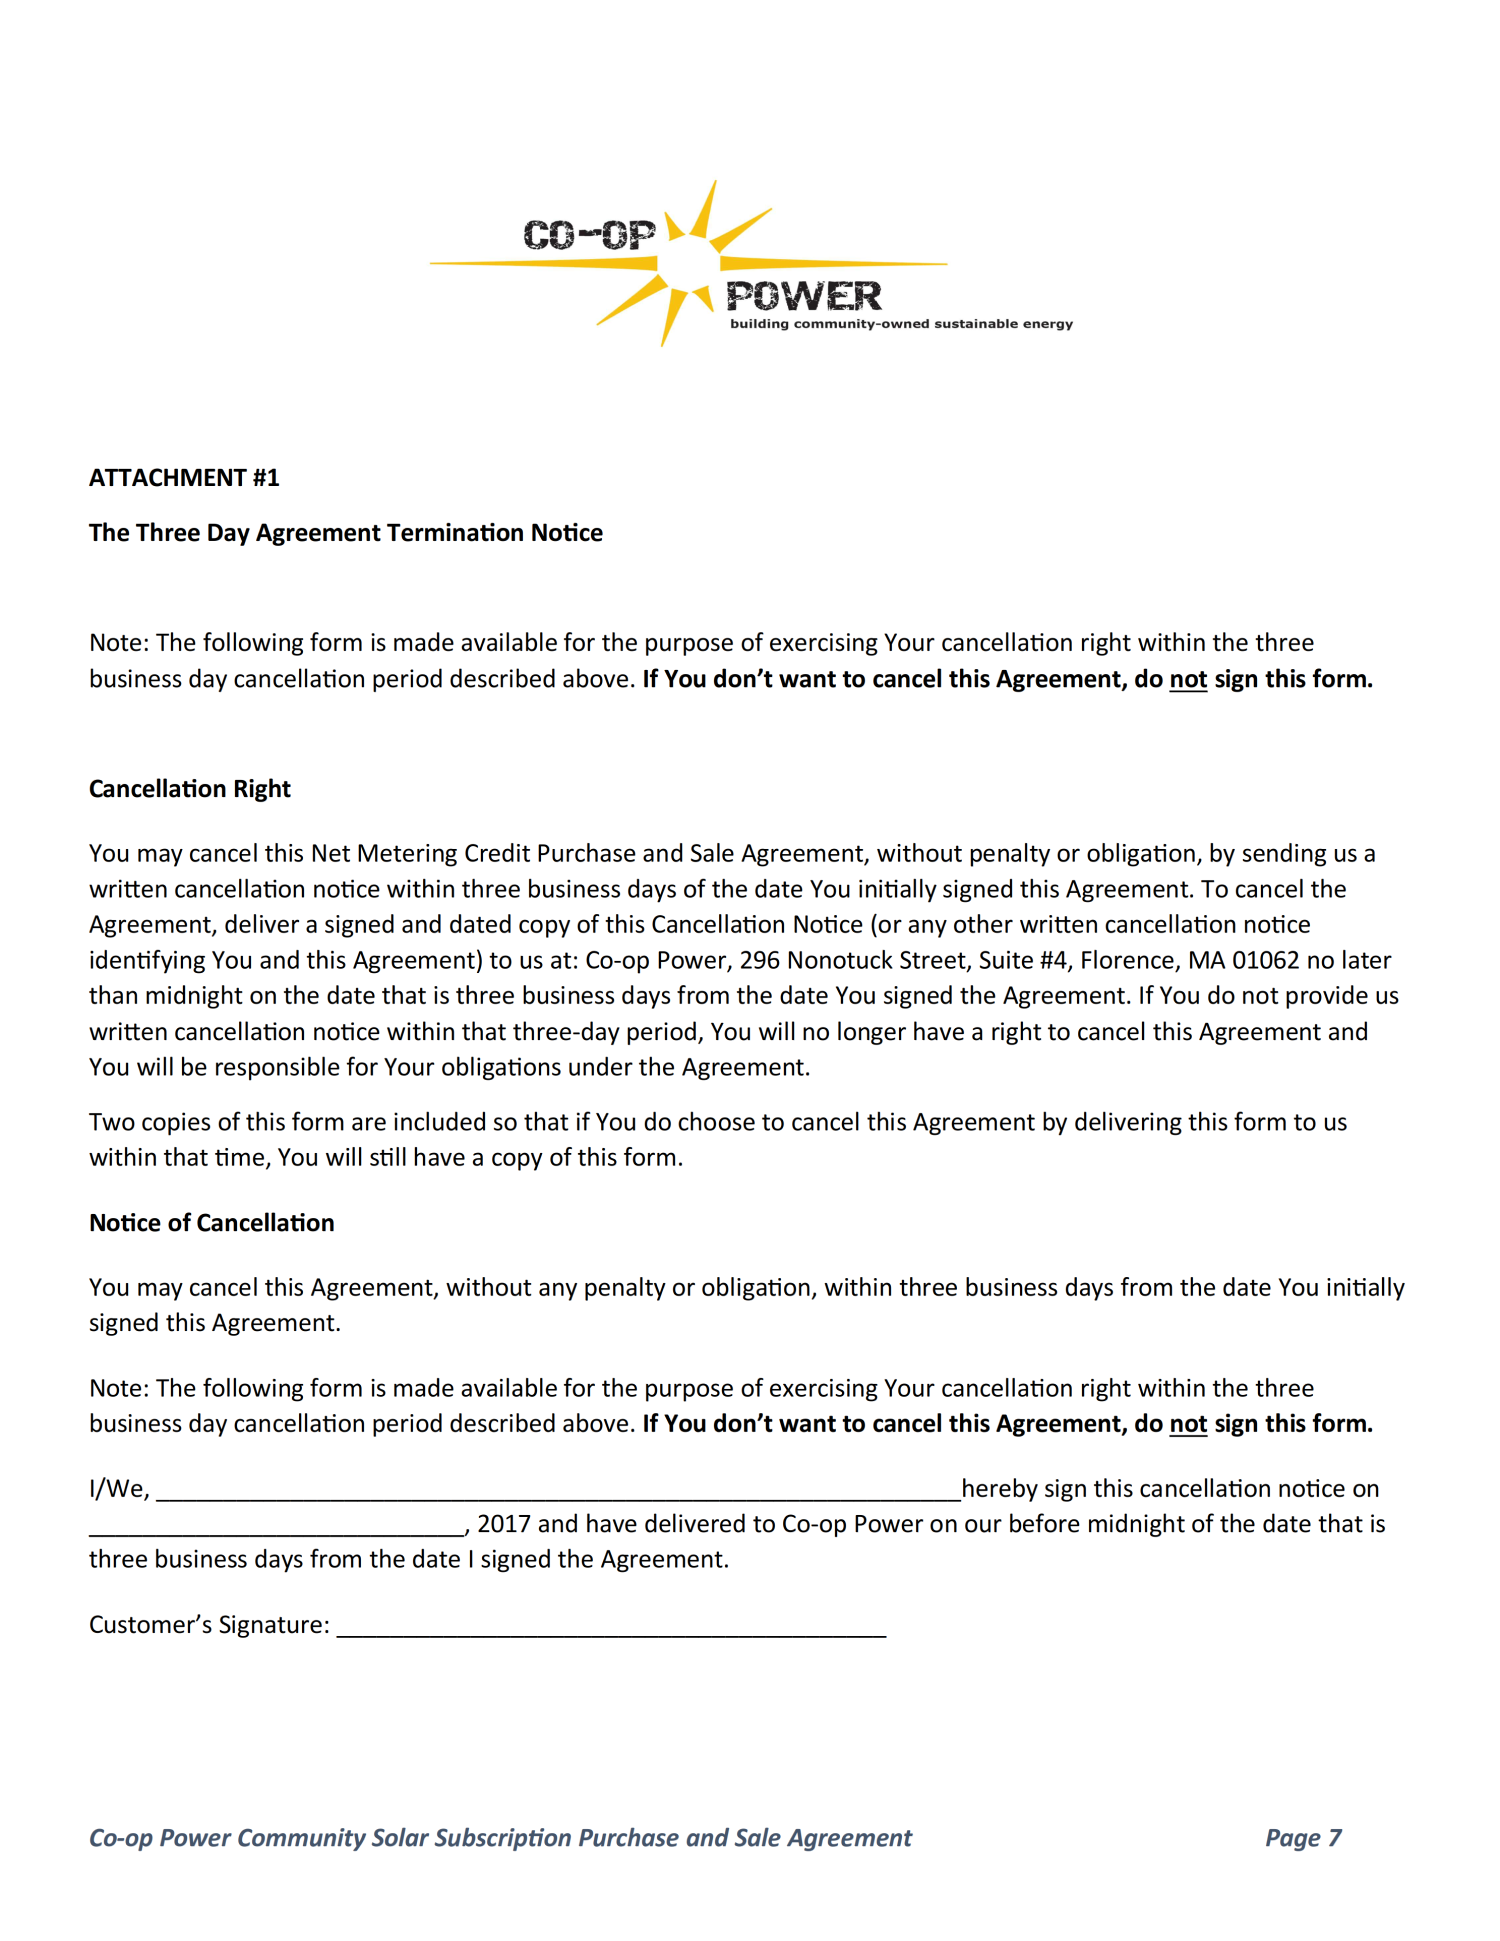 CO-OP
POWER
building community-owned sustainable energy
ATTACHMENT #1
The Three Day Agreement Termination Notice
Note: The following form is made available for the purpose of exercising Your cancellation right within the three
business day cancellation period described above. If You don’t want to cancel this Agreement, do not sign this form.
Cancellation Right
You may cancel this Net Metering Credit Purchase and Sale Agreement, without penalty or obligation, by sending us a
written cancellation notice within three business days of the date You initially signed this Agreement. To cancel the
Agreement, deliver a signed and dated copy of this Cancellation Notice (or any other written cancellation notice
identifying You and this Agreement) to us at: Co-op Power, 296 Nonotuck Street, Suite #4, Florence, MA 01062 no later
than midnight on the date that is three business days from the date You signed the Agreement. If You do not provide us
written cancellation notice within that three-day period, You will no longer have a right to cancel this Agreement and
You will be responsible for Your obligations under the Agreement.
Two copies of this form are included so that if You do choose to cancel this Agreement by delivering this form to us
within that time, You will still have a copy of this form.
Notice of Cancellation
You may cancel this Agreement, without any penalty or obligation, within three business days from the date You initially
signed this Agreement.
Note: The following form is made available for the purpose of exercising Your cancellation right within the three
business day cancellation period described above. If You don’t want to cancel this Agreement, do not sign this form.
I/We, ____________________________________________________________hereby sign this cancellation notice on
____________________________, 2017 and have delivered to Co-op Power on our before midnight of the date that is
three business days from the date I signed the Agreement.
Customer’s Signature: _________________________________________
Co-op Power Community Solar Subscription Purchase and Sale Agreement Page 7